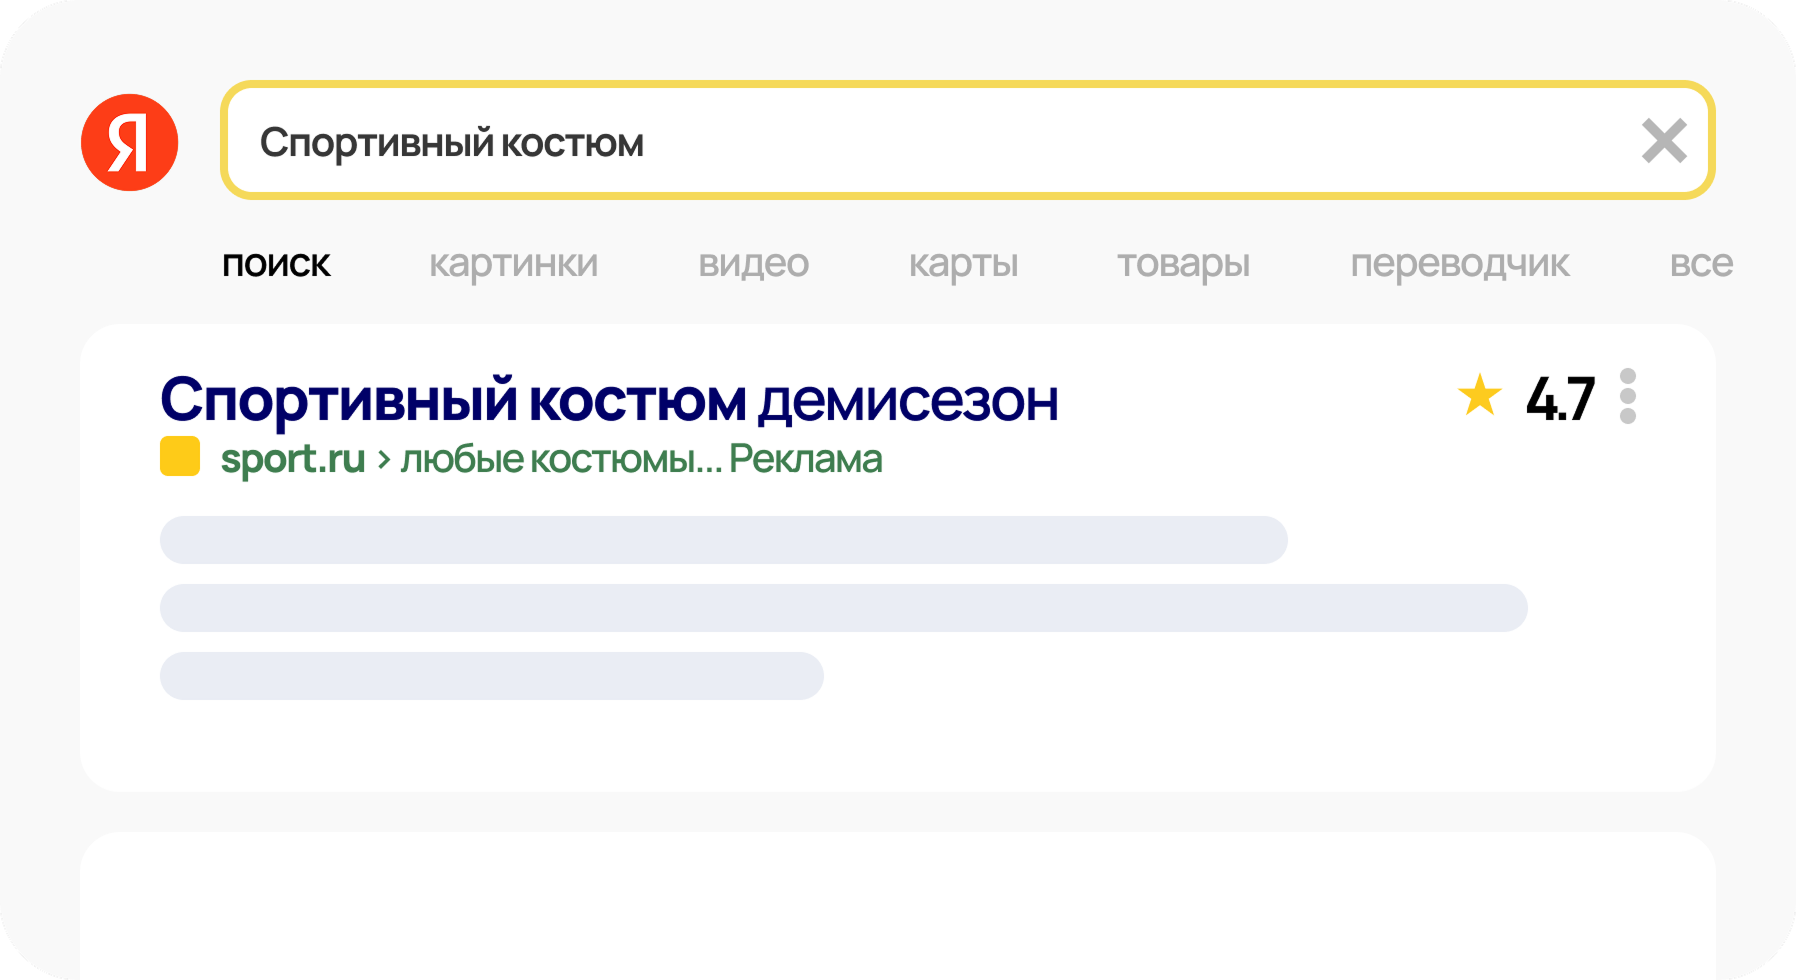 Я
Спортивный костюм
поиск картинки видео карты товары переводчик все
Спортивный костюм демисезон 4.7
sport.ru › любые костюмы... Реклама